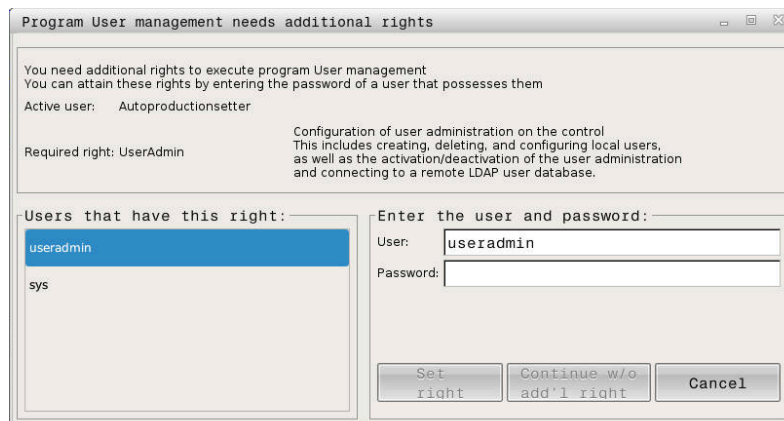 Program User management needs additional rights
You need additional rights to execute program User management
You can attain these rights by entering the password of a user that possesses them
Active user: Autoproductionsetter
Required right: UserAdmin
Configuration of user administration on the control
This includes creating, deleting, and configuring local users,
as well as the activation/deactivation of the user administration
and connecting to a remote LDAP user database.
Users that have this right:
useradmin
sys
Enter the user and password:
User: useradmin
Password:
Set
right
Continue w/o
add'l right
Cancel